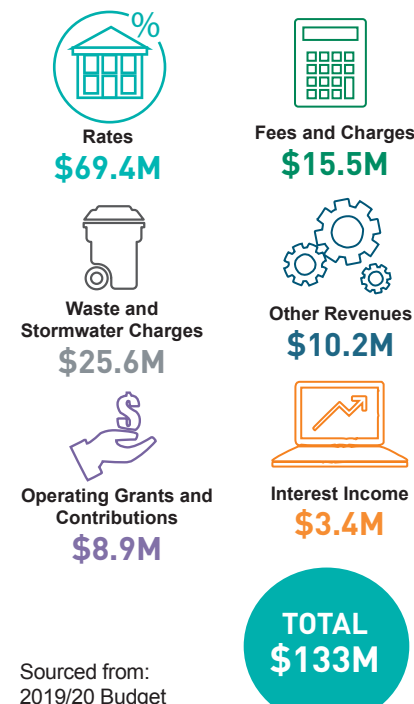 %
Rates
$69.4M
Fees and Charges
$15.5M
Waste and
Stormwater Charges
$25.6M
Other Revenues
$10.2M
$
Operating Grants and
Contributions
$8.9M
Interest Income
$3.4M
TOTAL
$133M
Sourced from:
2019/20 Budget